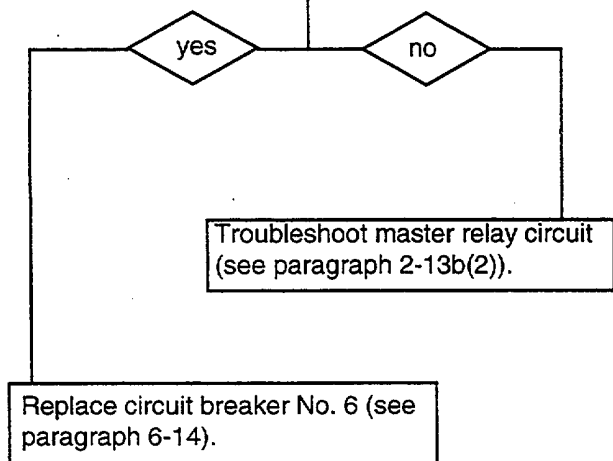 yes
no
Troubleshoot master relay circuit
(see paragraph 2-13b(2)).
Replace circuit breaker No. 6 (see
paragraph 6-14).